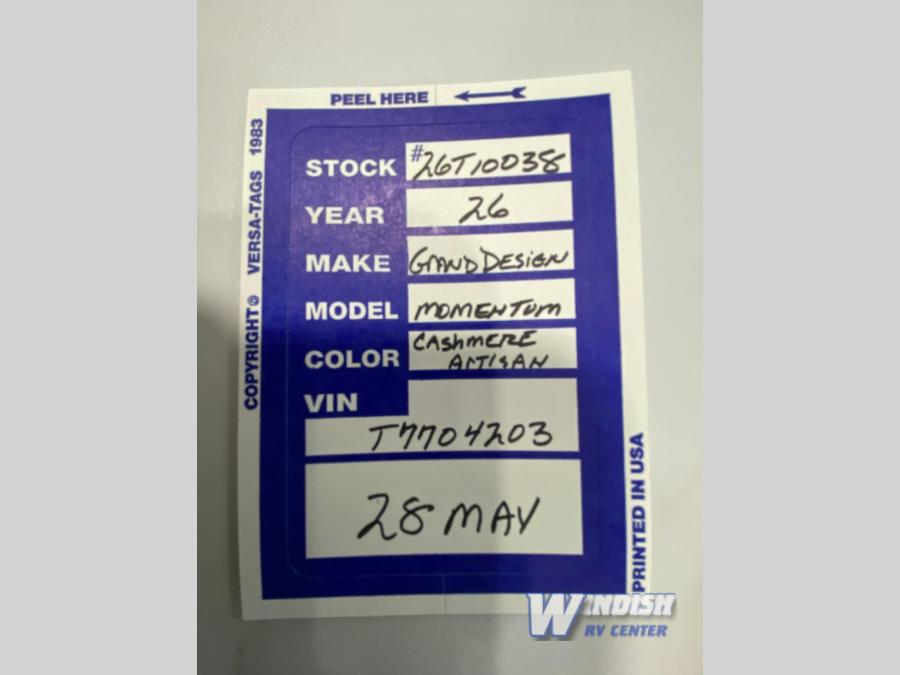 PEEL HERE
COPYRIGHT © VERSA-TAGS 1983
STOCK #26T10038
YEAR 26
MAKE GRAND DESIGN
MODEL MOMENTUM
COLOR CASHMERE
ARTISAN
VIN
T7704203
28 MAY
PRINTED IN USA
WINDISH
RV CENTER